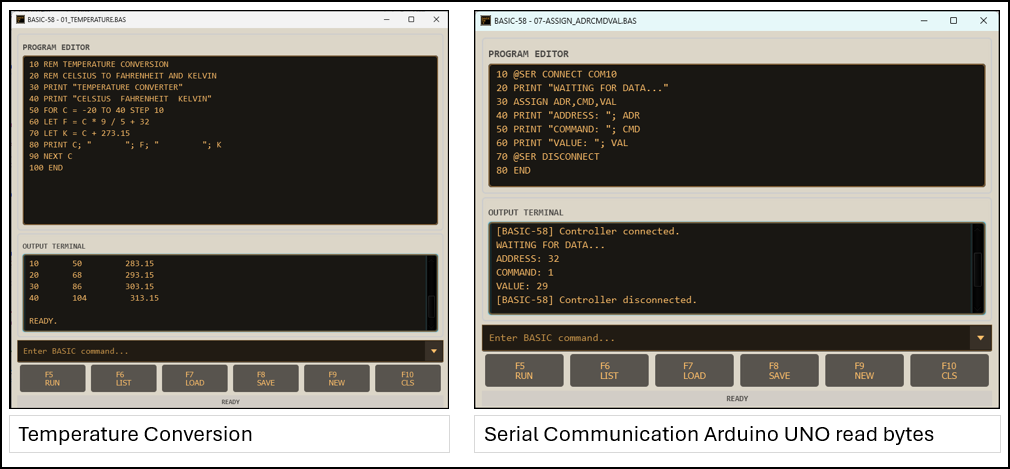 BASIC-58 - 01_TEMPERATURE.BAS
PROGRAM EDITOR
10 REM TEMPERATURE CONVERSION
20 REM CELSIUS TO FAHRENHEIT AND KELVIN
30 PRINT "TEMPERATURE CONVERTER"
40 PRINT "CELSIUS  FAHRENHEIT  KELVIN"
50 FOR C = -20 TO 40 STEP 10
60 LET F = C * 9 / 5 + 32
70 LET K = C + 273.15
80 PRINT C; "       "; F; "         "; K
90 NEXT C
100 END
OUTPUT TERMINAL
10       50         283.15
20       68         293.15
30       86         303.15
40       104         313.15
READY.
Enter BASIC command...
F5 F6 F7 F8 F9 F10
RUN LIST LOAD SAVE NEW CLS
READY
Temperature Conversion
BASIC-58 - 07-ASSIGN_ADRCMDVAL.BAS
PROGRAM EDITOR
10 @SER CONNECT COM10
20 PRINT "WAITING FOR DATA..."
30 ASSIGN ADR,CMD,VAL
40 PRINT "ADDRESS: "; ADR
50 PRINT "COMMAND: "; CMD
60 PRINT "VALUE: "; VAL
70 @SER DISCONNECT
80 END
OUTPUT TERMINAL
[BASIC-58] Controller connected.
WAITING FOR DATA...
ADDRESS: 32
COMMAND: 1
VALUE: 29
[BASIC-58] Controller disconnected.
Enter BASIC command...
F5 F6 F7 F8 F9 F10
RUN LIST LOAD SAVE NEW CLS
READY
Serial Communication Arduino UNO read bytes